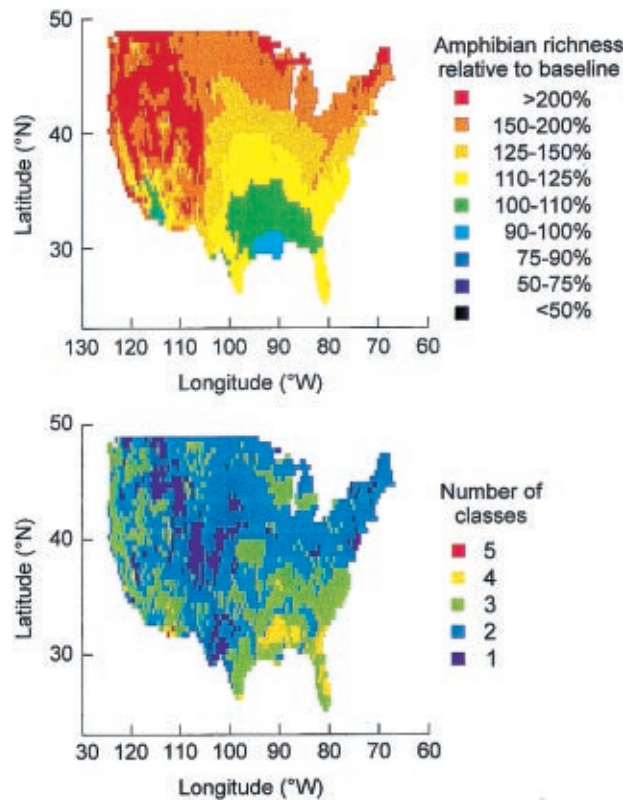 50
40
30
Latitude (°N)
130 120 110 100 90 80 70 60
Longitude (°W)
Amphibian richness
relative to baseline
>200%
150-200%
125-150%
110-125%
100-110%
90-100%
75-90%
50-75%
<50%
50
40
30
Latitude (°N)
30 120 110 100 90 80 70 60
Longitude (°W)
Number of
classes
5
4
3
2
1